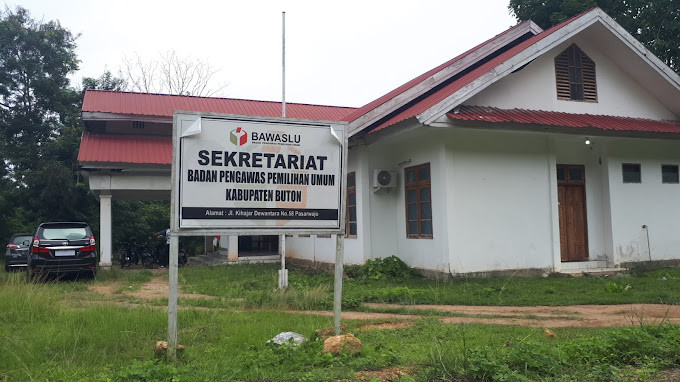 BAWASLU
SEKRETARIAT
BADAN PENGAWAS PEMILIHAN UMUM
KABUPATEN BUTON
Alamat : Jl. Kihajar Dewantara No.58 Pasarwajo